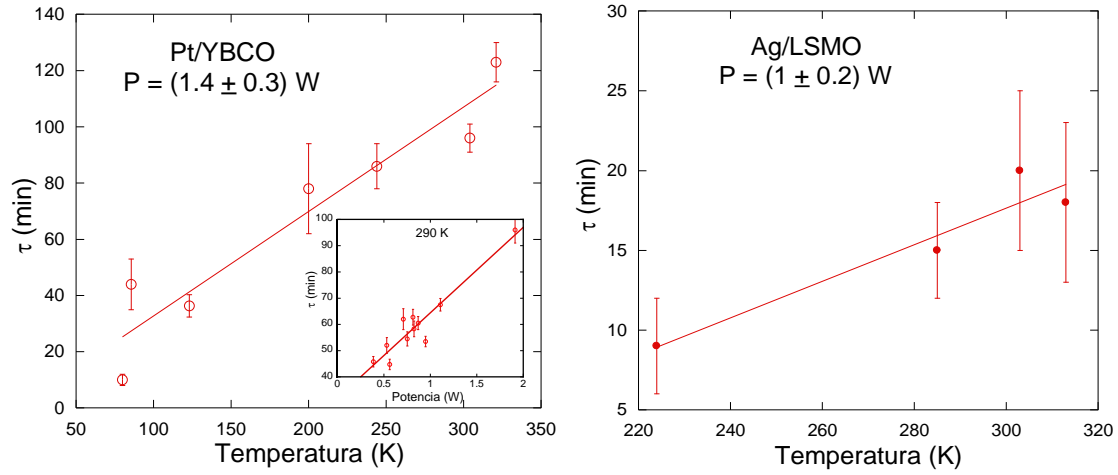 140
120
100
80
60
40
20
0
τ (min)
Pt/YBCO
P = (1.4 ± 0.3) W
50 100 150 200 250 300 350
Temperatura (K)
100
90
80
70
60
50
40
τ (min)
290 K
0 0.5 1 1.5 2
Potencia (W)
30
25
20
15
10
5
τ (min)
Ag/LSMO
P = (1 ± 0.2) W
220 240 260 280 300 320
Temperatura (K)